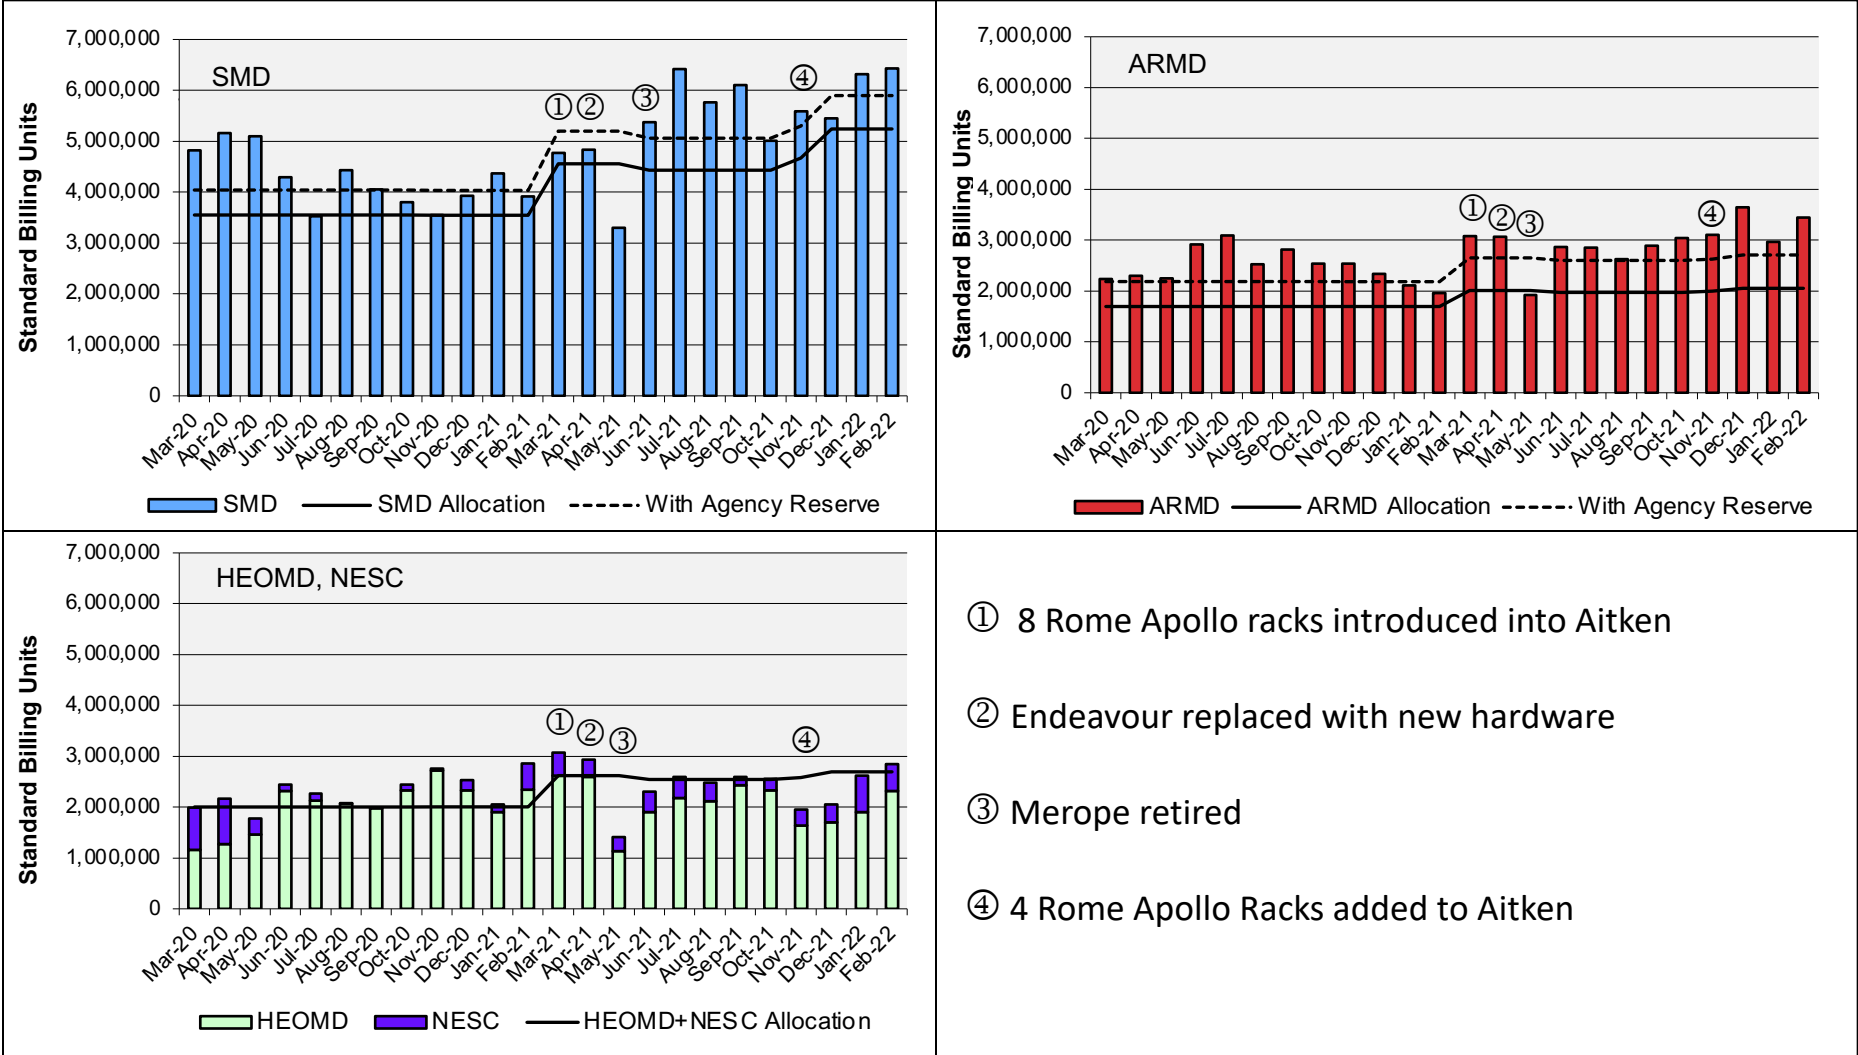 SMD
Standard Billing Units
7,000,000
6,000,000
5,000,000
4,000,000
3,000,000
2,000,000
1,000,000
0
① ② ③ ④
Mar-20 Apr-20 May-20 Jun-20 Jul-20 Aug-20 Sep-20 Oct-20 Nov-20 Dec-20 Jan-21 Feb-21 Mar-21 Apr-21 May-21 Jun-21 Jul-21 Aug-21 Sep-21 Oct-21 Nov-21 Dec-21 Jan-22 Feb-22
SMD SMD Allocation With Agency Reserve
ARMD
Standard Billing Units
7,000,000
6,000,000
5,000,000
4,000,000
3,000,000
2,000,000
1,000,000
0
① ② ③ ④
Mar-20 Apr-20 May-20 Jun-20 Jul-20 Aug-20 Sep-20 Oct-20 Nov-20 Dec-20 Jan-21 Feb-21 Mar-21 Apr-21 May-21 Jun-21 Jul-21 Aug-21 Sep-21 Oct-21 Nov-21 Dec-21 Jan-22 Feb-22
ARMD ARMD Allocation With Agency Reserve
HEOMD, NESC
Standard Billing Units
7,000,000
6,000,000
5,000,000
4,000,000
3,000,000
2,000,000
1,000,000
0
① ② ③ ④
Mar-20 Apr-20 May-20 Jun-20 Jul-20 Aug-20 Sep-20 Oct-20 Nov-20 Dec-20 Jan-21 Feb-21 Mar-21 Apr-21 May-21 Jun-21 Jul-21 Aug-21 Sep-21 Oct-21 Nov-21 Dec-21 Jan-22 Feb-22
HEOMD NESC HEOMD+NESC Allocation
① 8 Rome Apollo racks introduced into Aitken
② Endeavour replaced with new hardware
③ Merope retired
④ 4 Rome Apollo Racks added to Aitken